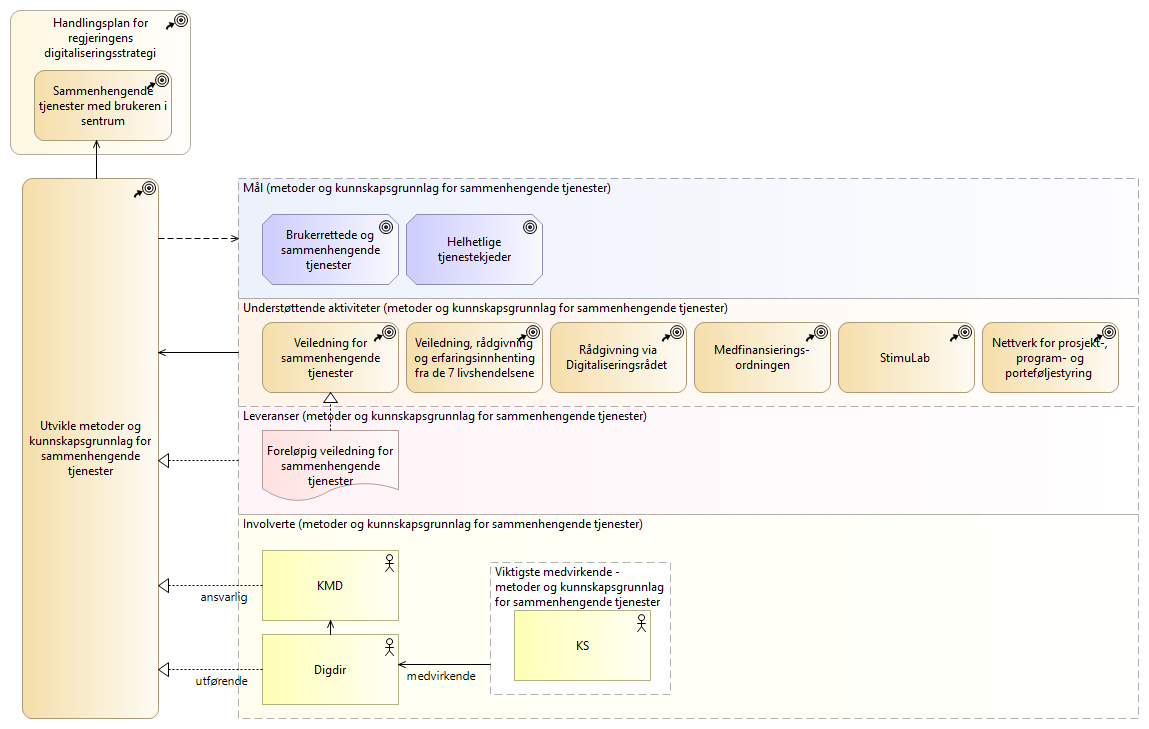 Handlingsplan for
regjeringens
digitaliseringsstrategi
Sammenhengende
tjenester med brukeren i
sentrum
Utvikle metoder og
kunnskapsgrunnlag for
sammenhengende
tjenester
Mål (metoder og kunnskapsgrunnlag for sammenhengende tjenester)
Brukerrettede og
sammenhengende
tjenester
Helhetlige
tjenestekjeder
Understøttende aktiviteter (metoder og kunnskapsgrunnlag for sammenhengende tjenester)
Veiledning for
sammenhengende
tjenester
Veiledning, rådgivning
og erfaringsinnhenting
fra de 7 livshendelsene
Rådgivning via
Digitaliseringsrådet
Medfinansierings-
ordningen
StimuLab
Nettverk for prosjekt-,
program- og
porteføljestyring
Leveranser (metoder og kunnskapsgrunnlag for sammenhengende tjenester)
Foreløpig veiledning for
sammenhengende
tjenester
Involverte (metoder og kunnskapsgrunnlag for sammenhengende tjenester)
KMD
ansvarlig
Viktigste medvirkende -
metoder og kunnskapsgrunnlag
for sammenhengende tjenester
KS
Digdir
utførende
medvirkende